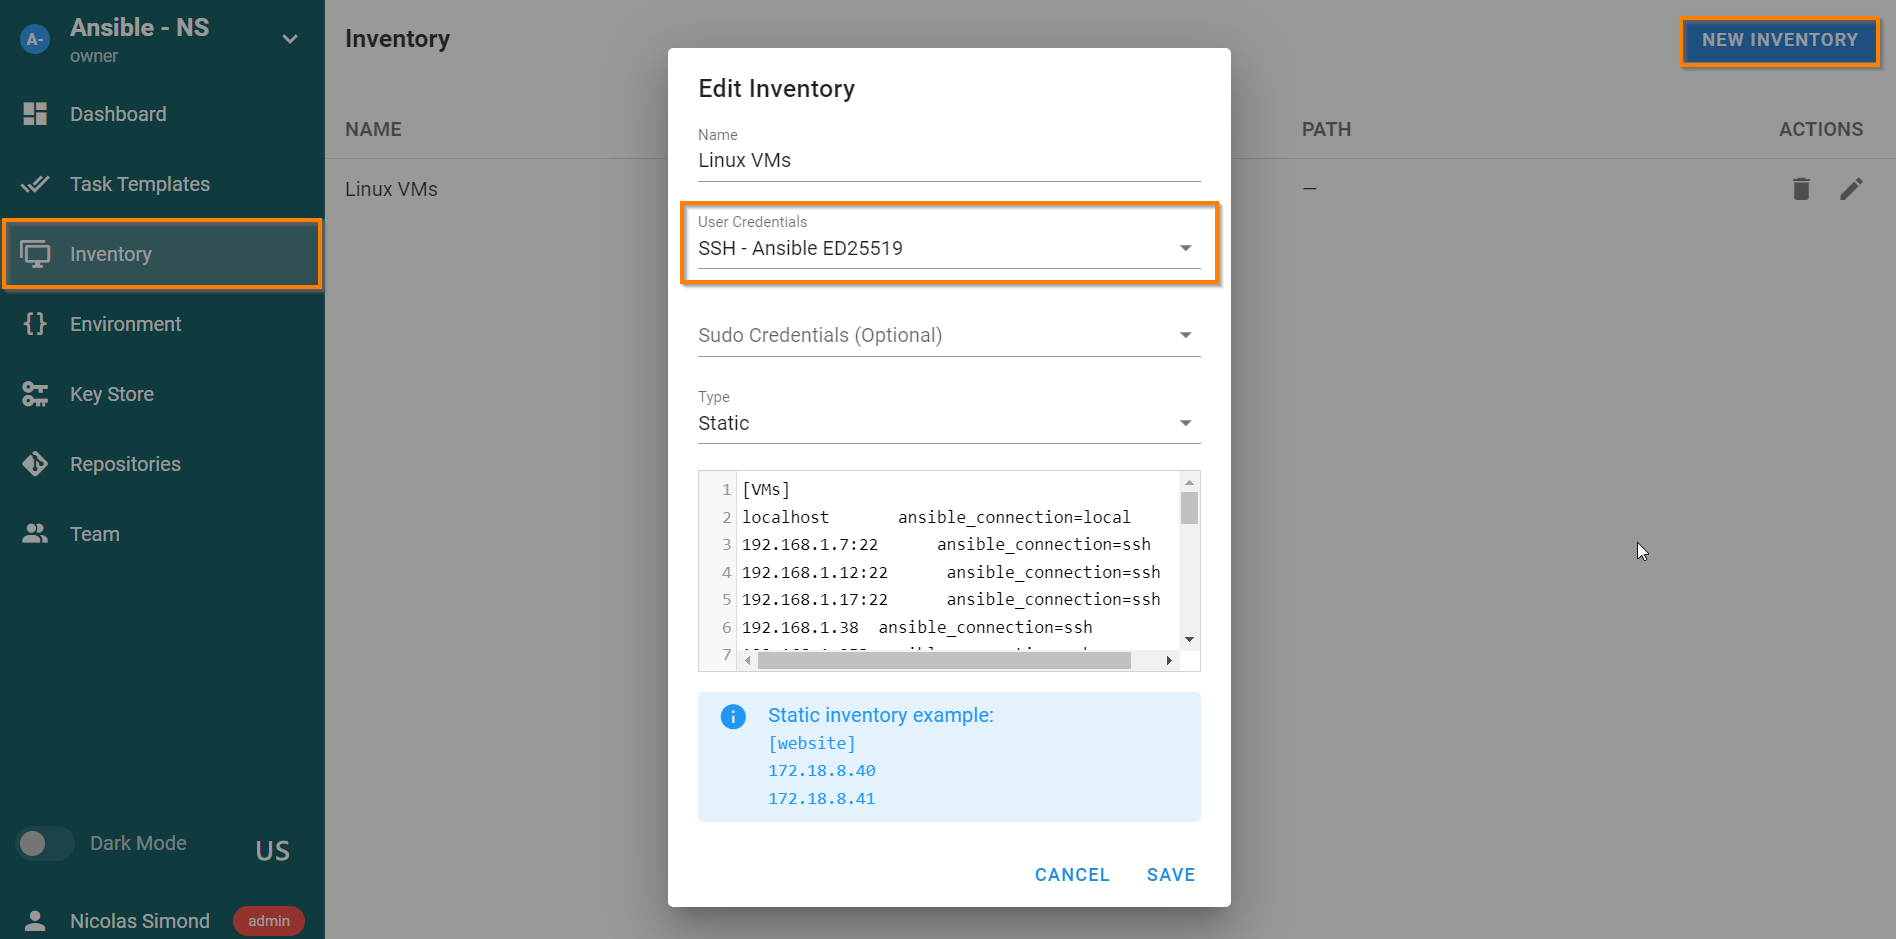 A-
Ansible - NS
owner
Dashboard
Task Templates
Inventory
Environment
Key Store
Repositories
Team
Dark Mode
US
Nicolas Simond
admin
Inventory
NEW INVENTORY
NAME
PATH
ACTIONS
Linux VMs
—
Edit Inventory
Name
Linux VMs
User Credentials
SSH - Ansible ED25519
Sudo Credentials (Optional)
Type
Static
1 [VMs]
2 localhost ansible_connection=local
3 192.168.1.7:22 ansible_connection=ssh
4 192.168.1.12:22 ansible_connection=ssh
5 192.168.1.17:22 ansible_connection=ssh
6 192.168.1.38 ansible_connection=ssh
7
Static inventory example:
[website]
172.18.8.40
172.18.8.41
CANCEL
SAVE